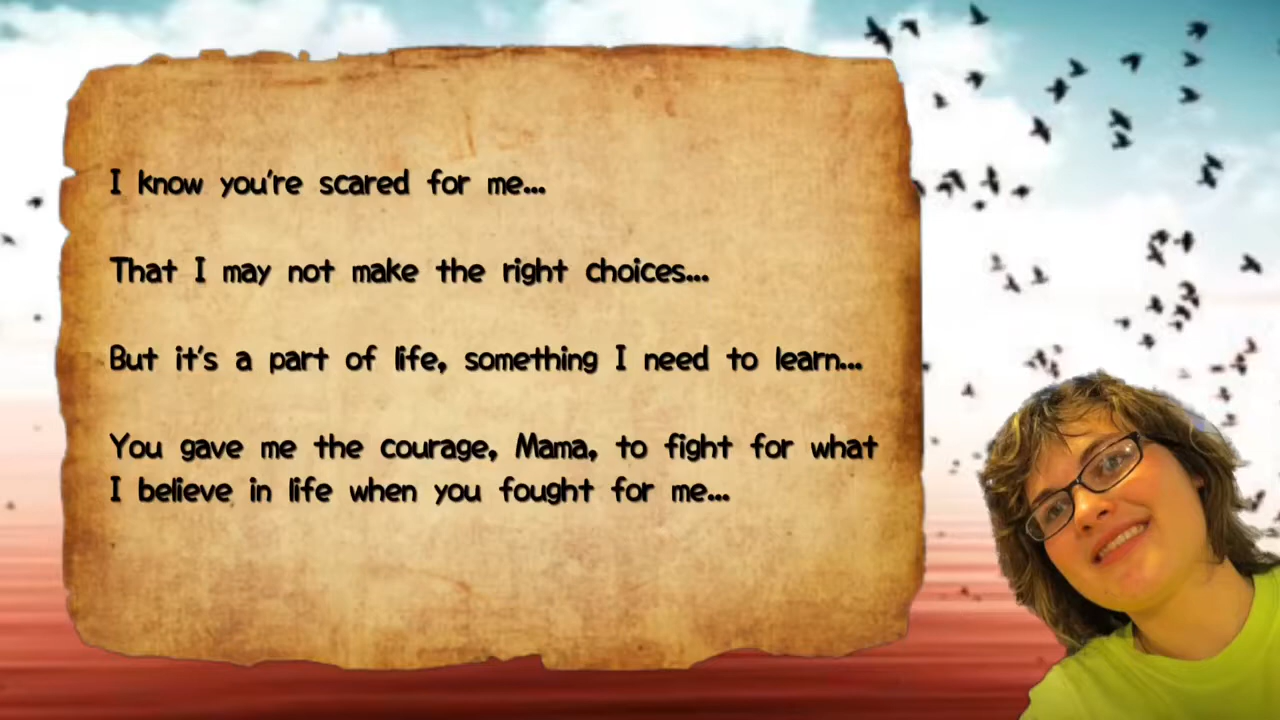 I know you're scared for me...
That I may not make the right choices...
But it's a part of life, something I need to learn...
You gave me the courage, Mama, to fight for what
I believe in life when you fought for me...